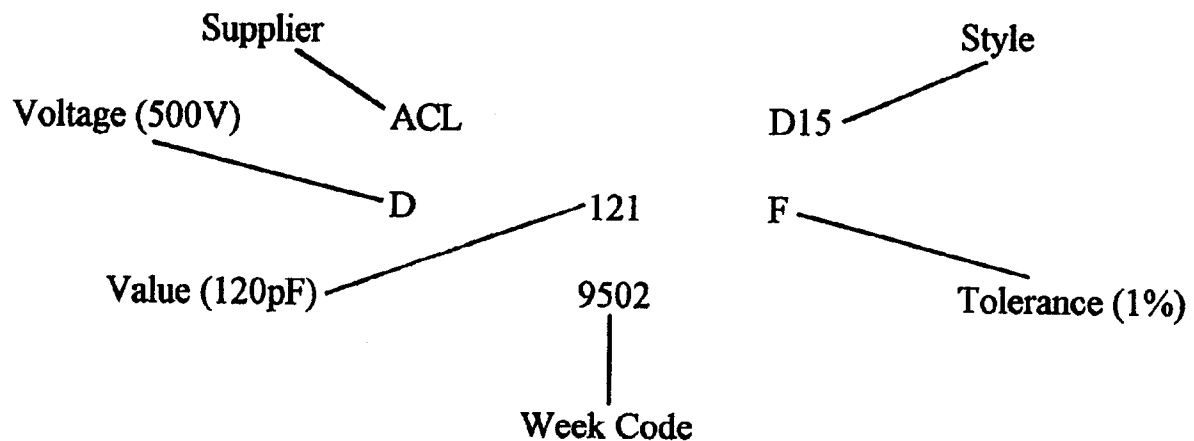 Supplier
Style
Voltage (500V)
ACL
D15
D
121
F
Value (120pF)
9502
Tolerance (1%)
Week Code